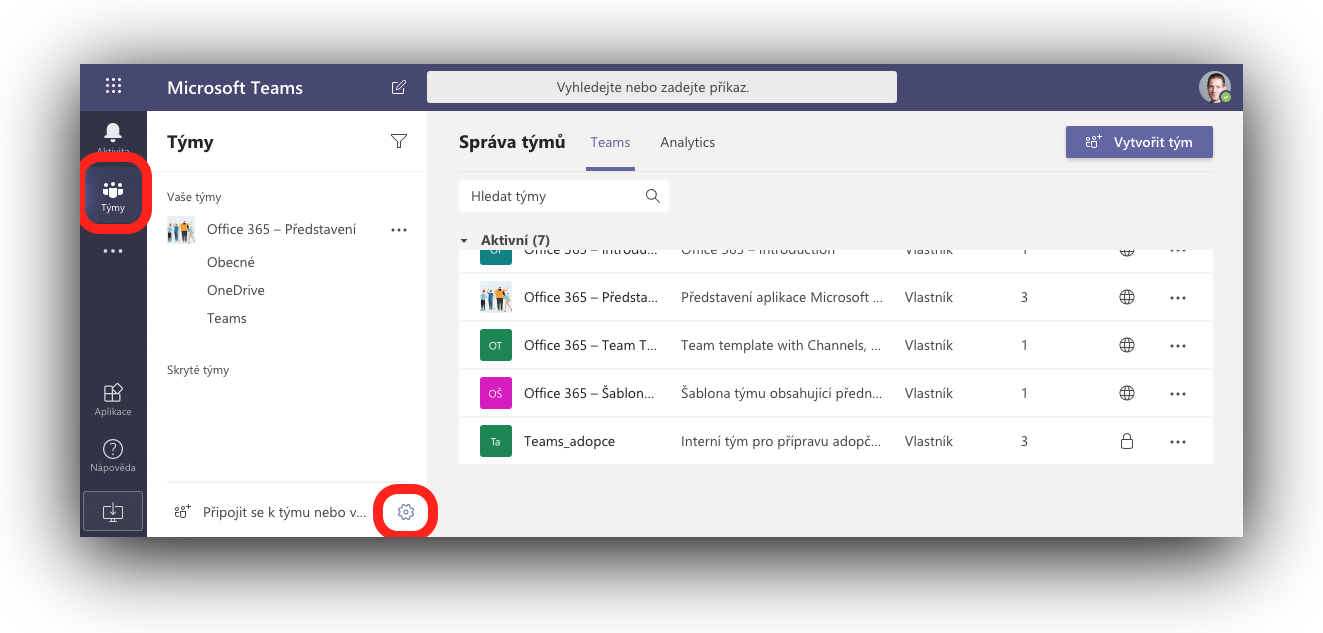 Microsoft Teams
Vyhledejte nebo zadejte příkaz.
Aktivita
Týmy
Aplikace
Nápověda
Týmy
Vaše týmy
Office 365 – Představení
Obecné
OneDrive
Teams
Skryté týmy
Připojit se k týmu nebo v...
Správa týmů Teams Analytics
Vytvořit tým
Hledat týmy
Aktivní (7)
Office 365 – Introdu... Office 365 – Introduction Vlastník 1
Office 365 – Předsta... Představení aplikace Microsoft ... Vlastník 3
OT Office 365 – Team T... Team template with Channels, ... Vlastník 1
OŠ Office 365 – Šablon... Šablona týmu obsahující předn... Vlastník 1
Ta Teams_adopce Interní tým pro přípravu adopč... Vlastník 3